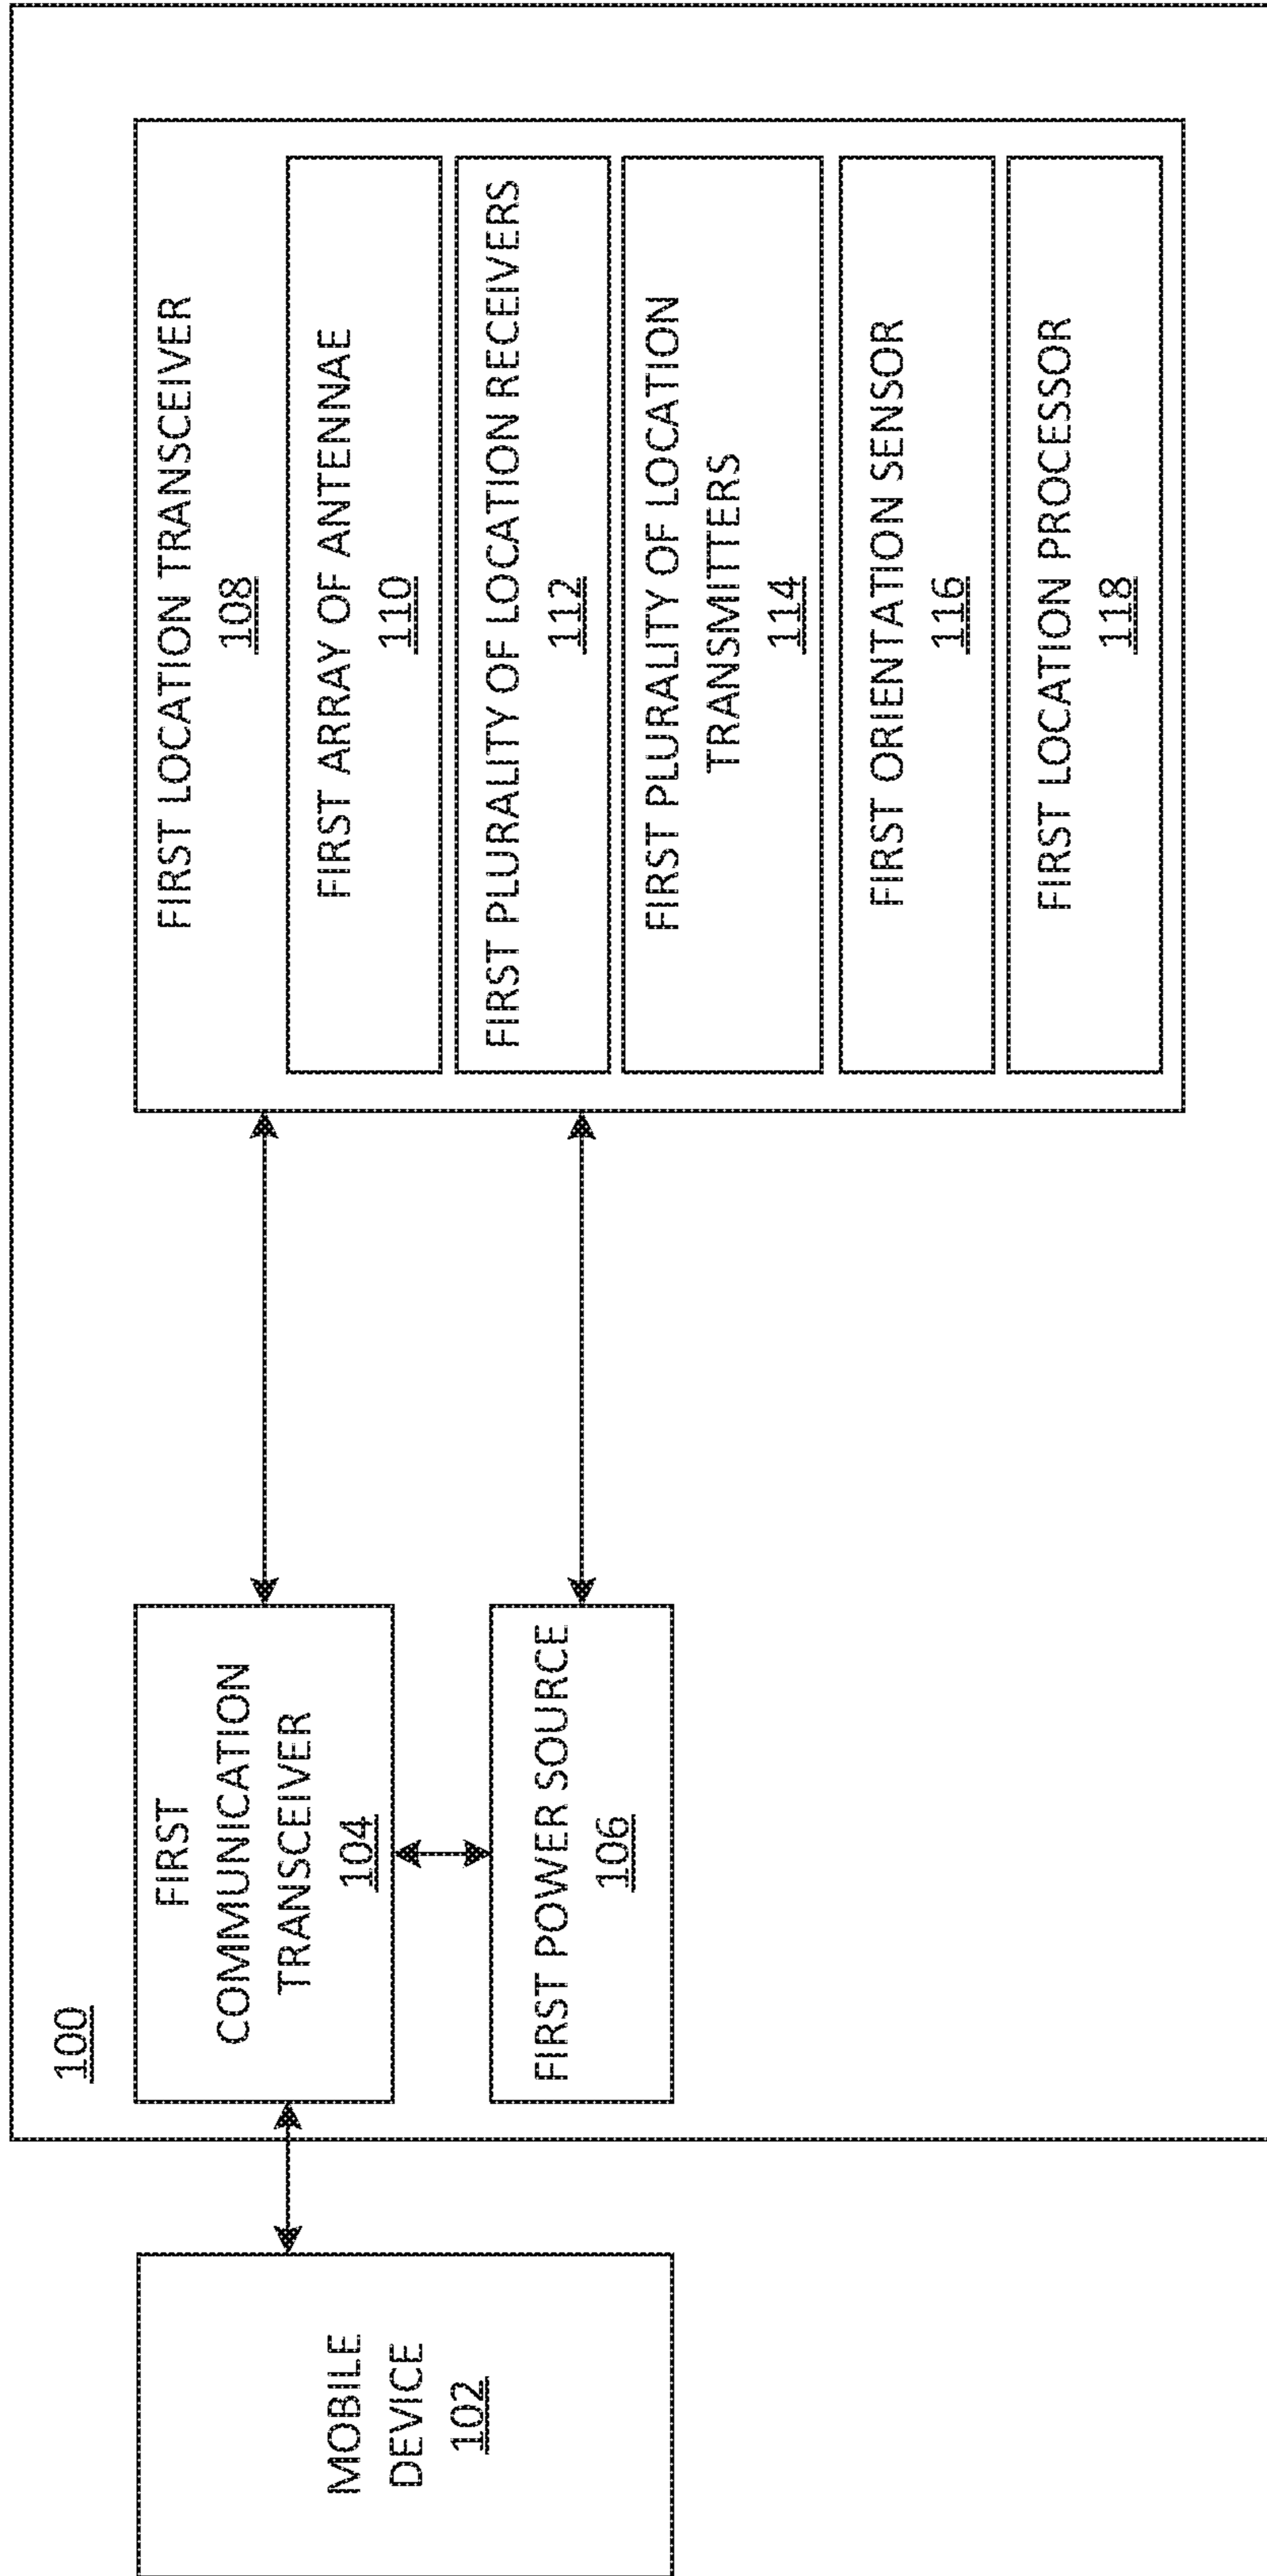 100
MOBILE
DEVICE
102
FIRST
COMMUNICATION
TRANSCEIVER
104
FIRST POWER SOURCE
106
FIRST LOCATION TRANSCEIVER
108
FIRST ARRAY OF ANTENNAE
110
FIRST PLURALITY OF LOCATION RECEIVERS
112
FIRST PLURALITY OF LOCATION
TRANSMITTERS
114
FIRST ORIENTATION SENSOR
116
FIRST LOCATION PROCESSOR
118